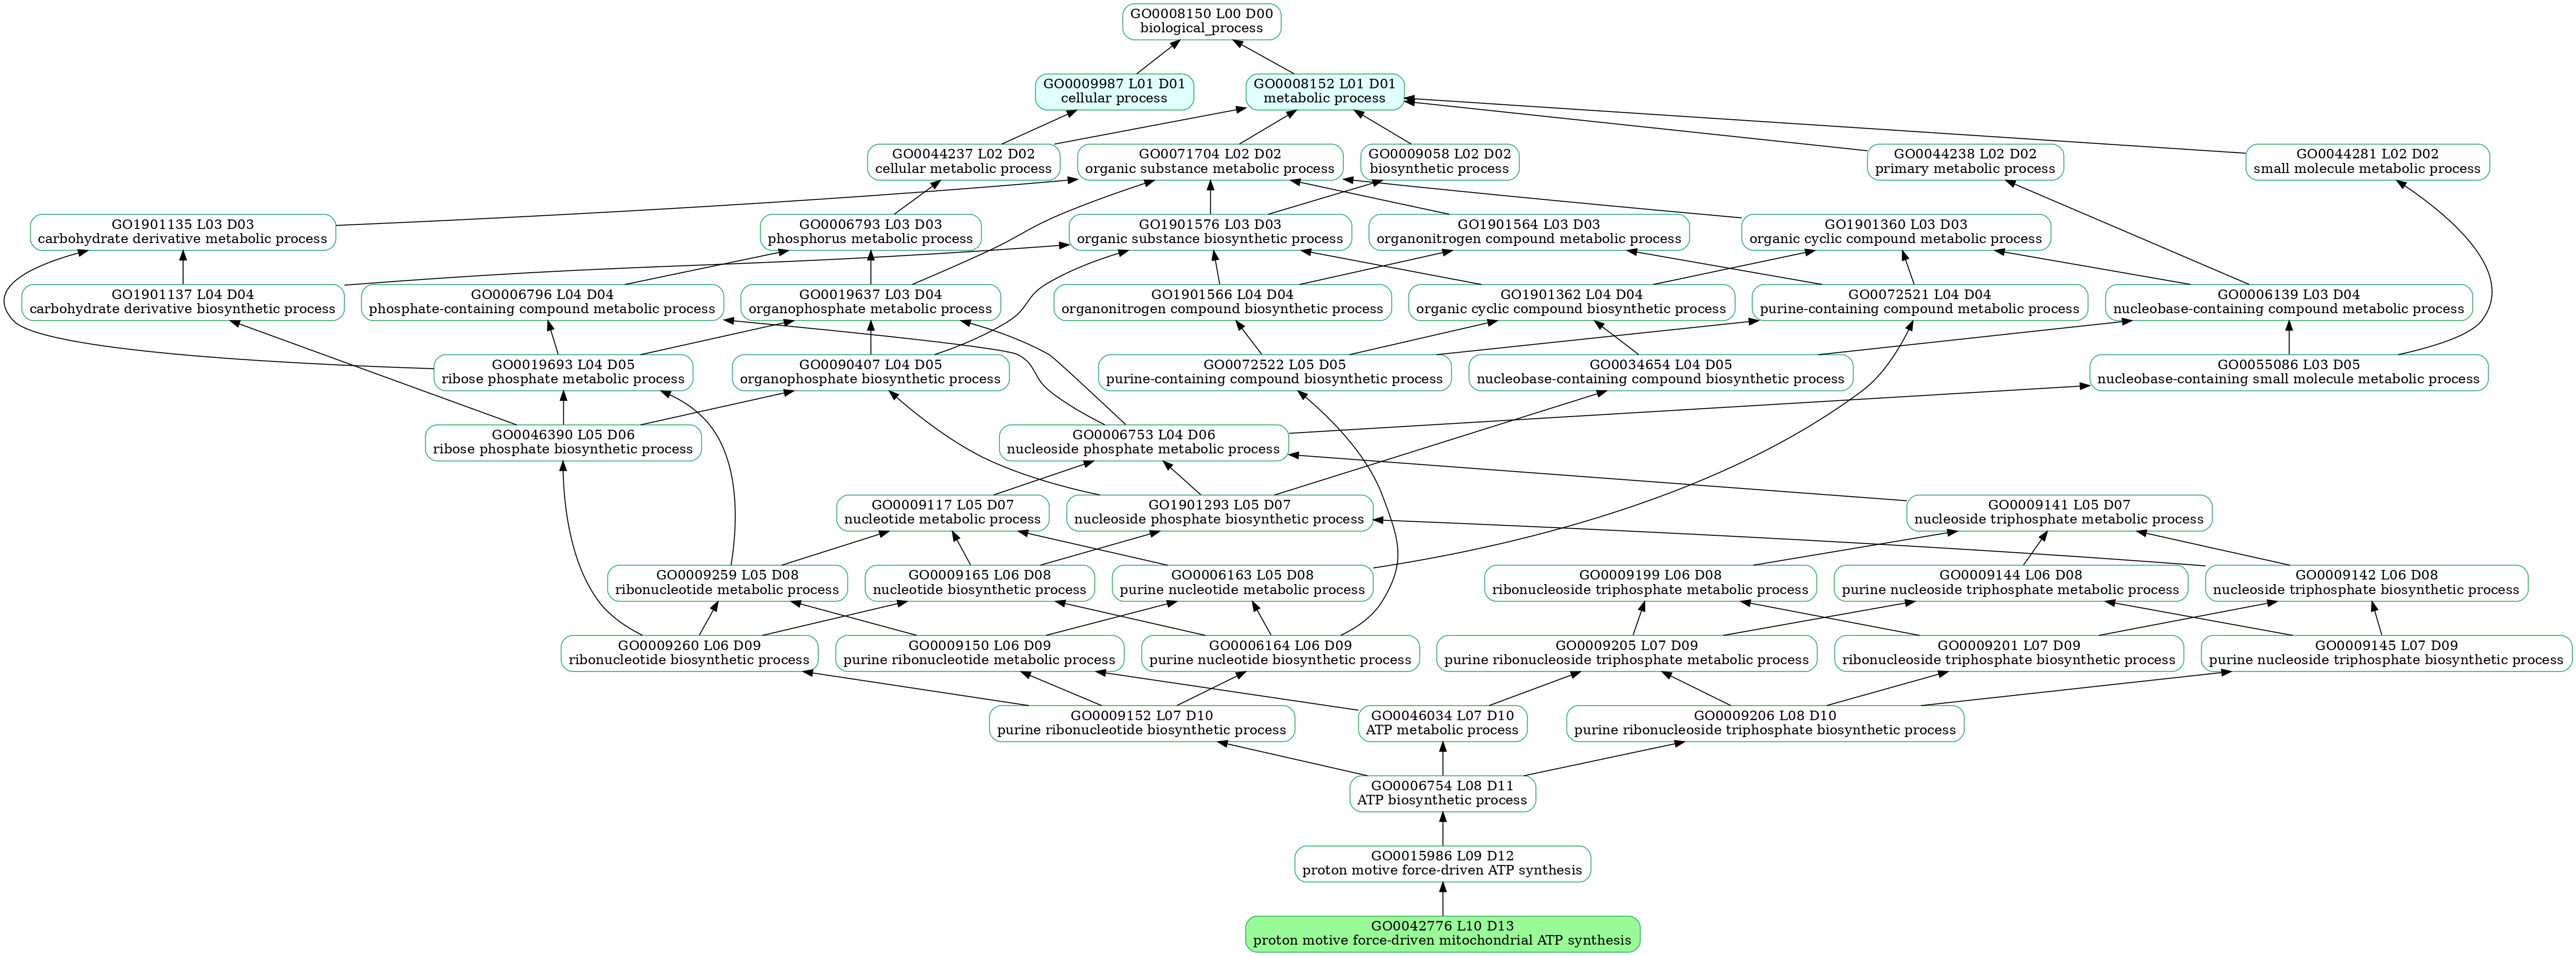 GO0008150 L00 D00
biological_process
GO0009987 L01 D01
cellular process
GO0008152 L01 D01
metabolic process
GO0044237 L02 D02
cellular metabolic process
GO0071704 L02 D02
organic substance metabolic process
GO0009058 L02 D02
biosynthetic process
GO0044238 L02 D02
primary metabolic process
GO0044281 L02 D02
small molecule metabolic process
GO1901135 L03 D03
carbohydrate derivative metabolic process
GO0006793 L03 D03
phosphorus metabolic process
GO1901576 L03 D03
organic substance biosynthetic process
GO1901564 L03 D03
organonitrogen compound metabolic process
GO1901360 L03 D03
organic cyclic compound metabolic process
GO1901137 L04 D04
carbohydrate derivative biosynthetic process
GO0006796 L04 D04
phosphate-containing compound metabolic process
GO0019637 L03 D04
organophosphate metabolic process
GO1901566 L04 D04
organonitrogen compound biosynthetic process
GO1901362 L04 D04
organic cyclic compound biosynthetic process
GO0072521 L04 D04
purine-containing compound metabolic process
GO0006139 L03 D04
nucleobase-containing compound metabolic process
GO0019693 L04 D05
ribose phosphate metabolic process
GO0090407 L04 D05
organophosphate biosynthetic process
GO0072522 L05 D05
purine-containing compound biosynthetic process
GO0034654 L04 D05
nucleobase-containing compound biosynthetic process
GO0055086 L03 D05
nucleobase-containing small molecule metabolic process
GO0046390 L05 D06
ribose phosphate biosynthetic process
GO0006753 L04 D06
nucleoside phosphate metabolic process
GO0009117 L05 D07
nucleotide metabolic process
GO1901293 L05 D07
nucleoside phosphate biosynthetic process
GO0009141 L05 D07
nucleoside triphosphate metabolic process
GO0009259 L05 D08
ribonucleotide metabolic process
GO0009165 L06 D08
nucleotide biosynthetic process
GO0006163 L05 D08
purine nucleotide metabolic process
GO0009199 L06 D08
ribonucleoside triphosphate metabolic process
GO0009144 L06 D08
purine nucleoside triphosphate metabolic process
GO0009142 L06 D08
nucleoside triphosphate biosynthetic process
GO0009260 L06 D09
ribonucleotide biosynthetic process
GO0009150 L06 D09
purine ribonucleotide metabolic process
GO0006164 L06 D09
purine nucleotide biosynthetic process
GO0009205 L07 D09
purine ribonucleoside triphosphate metabolic process
GO0009201 L07 D09
ribonucleoside triphosphate biosynthetic process
GO0009145 L07 D09
purine nucleoside triphosphate biosynthetic process
GO0009152 L07 D10
purine ribonucleotide biosynthetic process
GO0046034 L07 D10
ATP metabolic process
GO0009206 L08 D10
purine ribonucleoside triphosphate biosynthetic process
GO0006754 L08 D11
ATP biosynthetic process
GO0015986 L09 D12
proton motive force-driven ATP synthesis
GO0042776 L10 D13
proton motive force-driven mitochondrial ATP synthesis